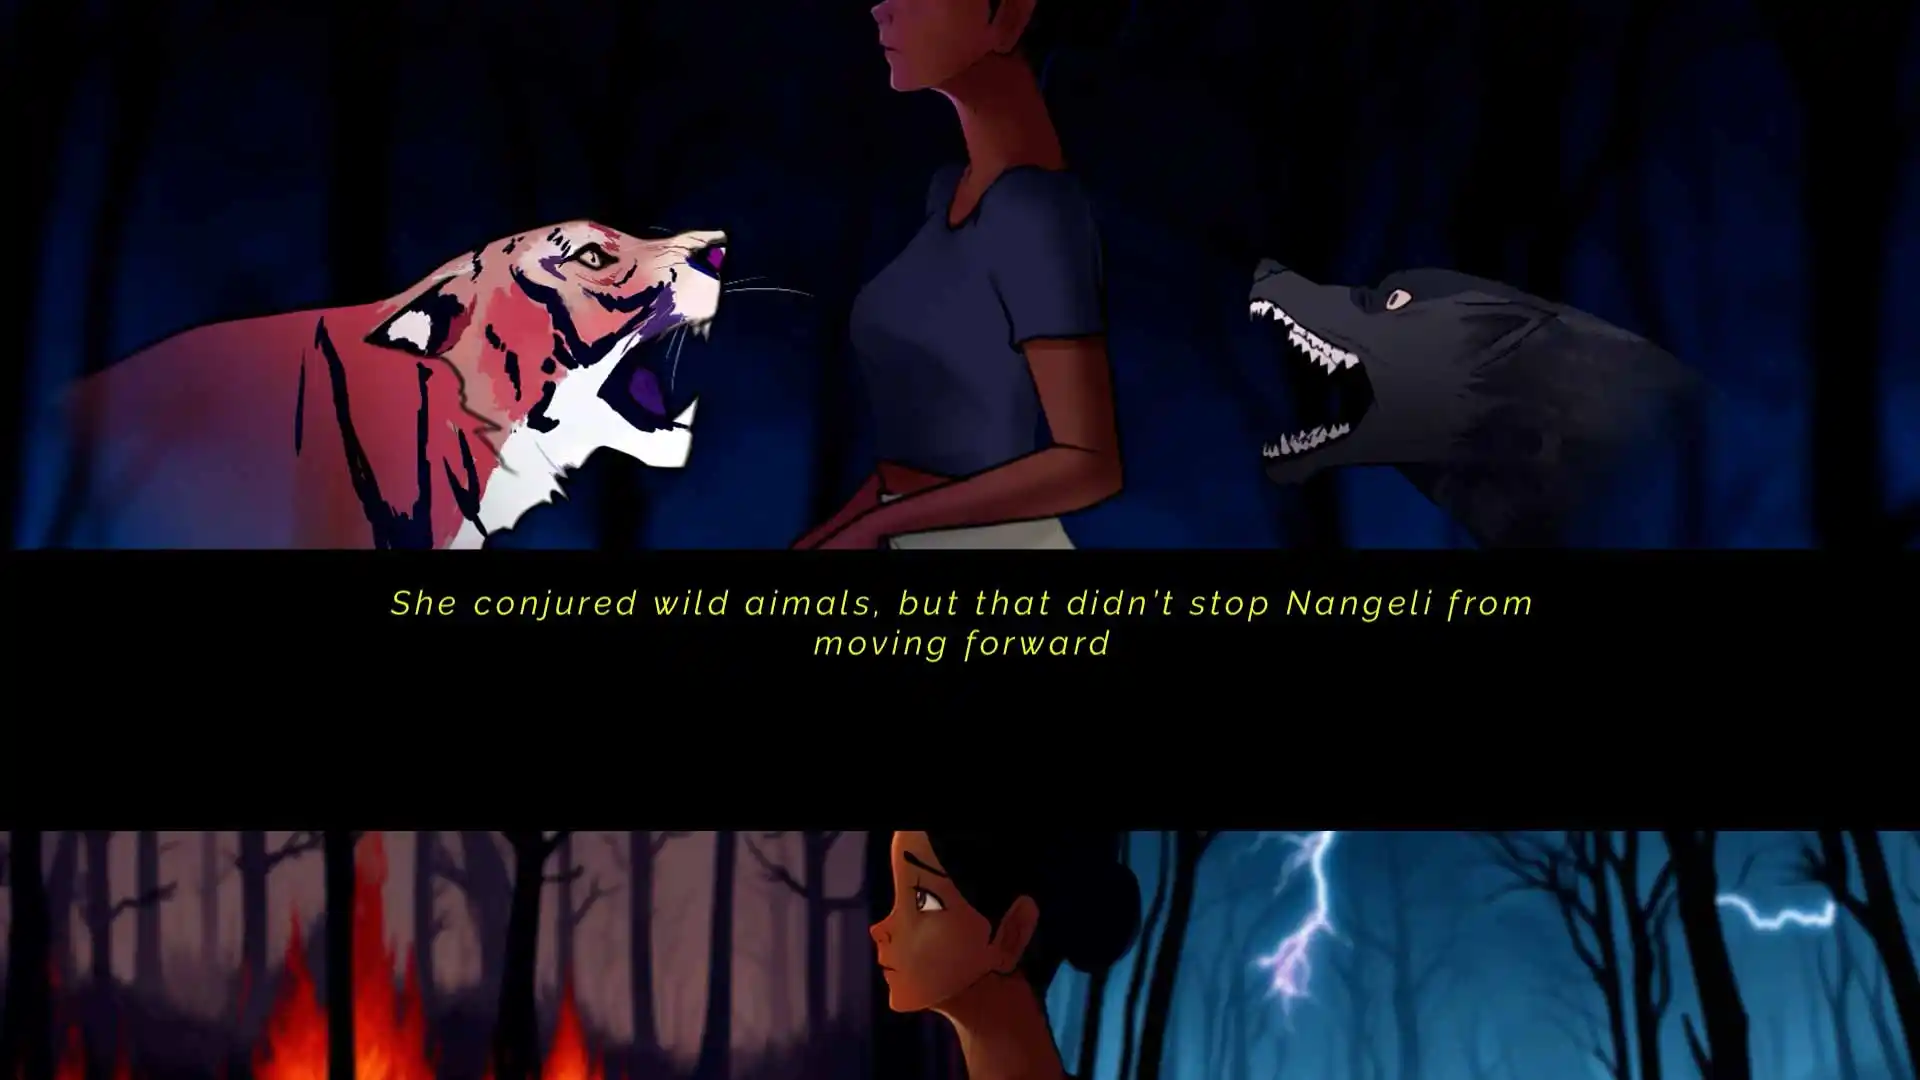 She conjured wild aimals, but that didn't stop Nangeli from
moving forward